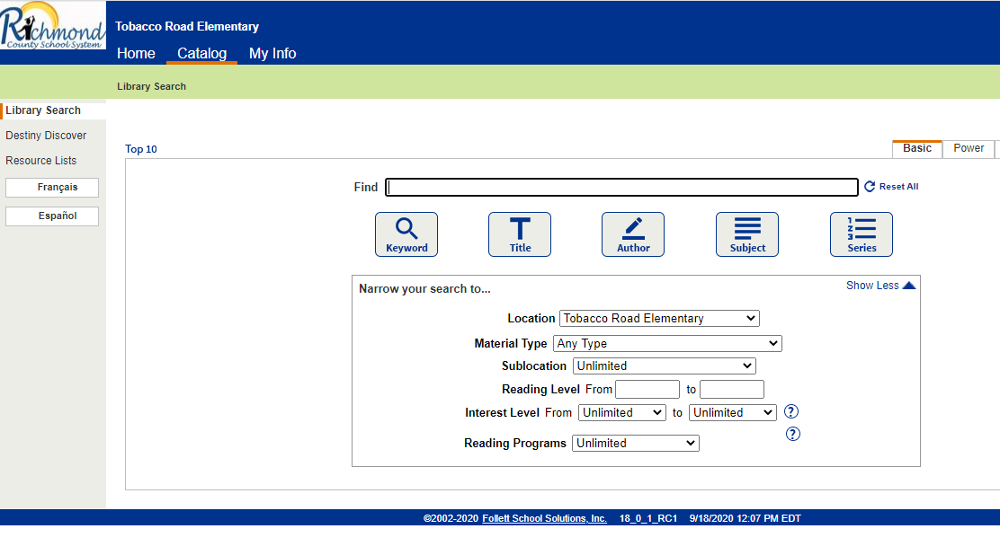 Richmond
County School System
Tobacco Road Elementary
Home Catalog My Info
Library Search
Library Search
Destiny Discover
Resource Lists
Français
Español
Top 10
Basic Power
Find Reset All
Keyword Title Author Subject Series
Narrow your search to... Show Less
Location Tobacco Road Elementary
Material Type Any Type
Sublocation Unlimited
Reading Level From to
Interest Level From Unlimited to Unlimited ?
?
Reading Programs Unlimited
©2002-2020 Follett School Solutions, Inc. 18_0_1_RC1 9/18/2020 12:07 PM EDT